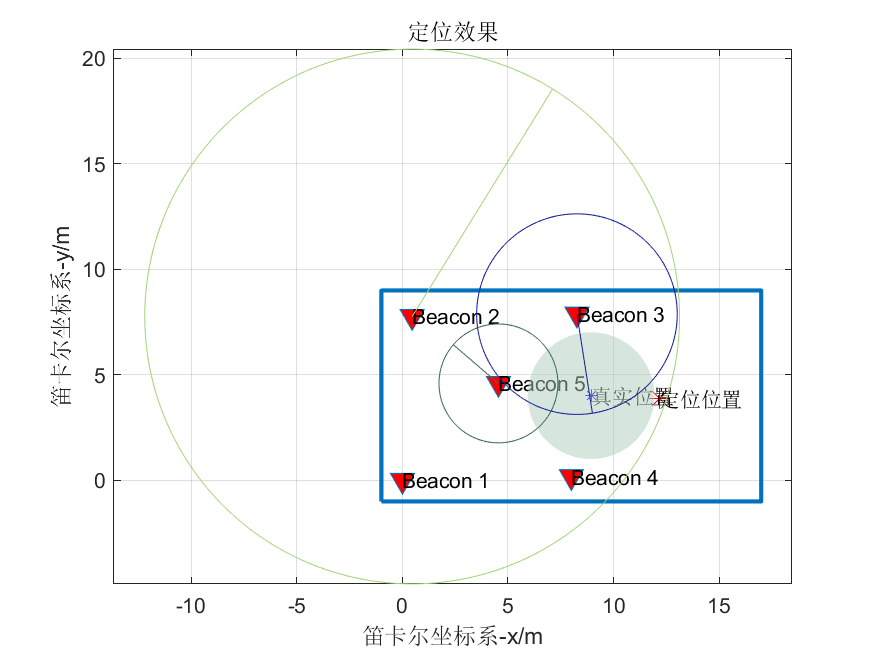 定位效果
20
15
10
5
0
笛卡尔坐标系-y/m
Beacon 2
Beacon 3
Beacon 5
真实位置
定位位置
Beacon 1
Beacon 4
-10
-5
0
5
10
15
笛卡尔坐标系-x/m